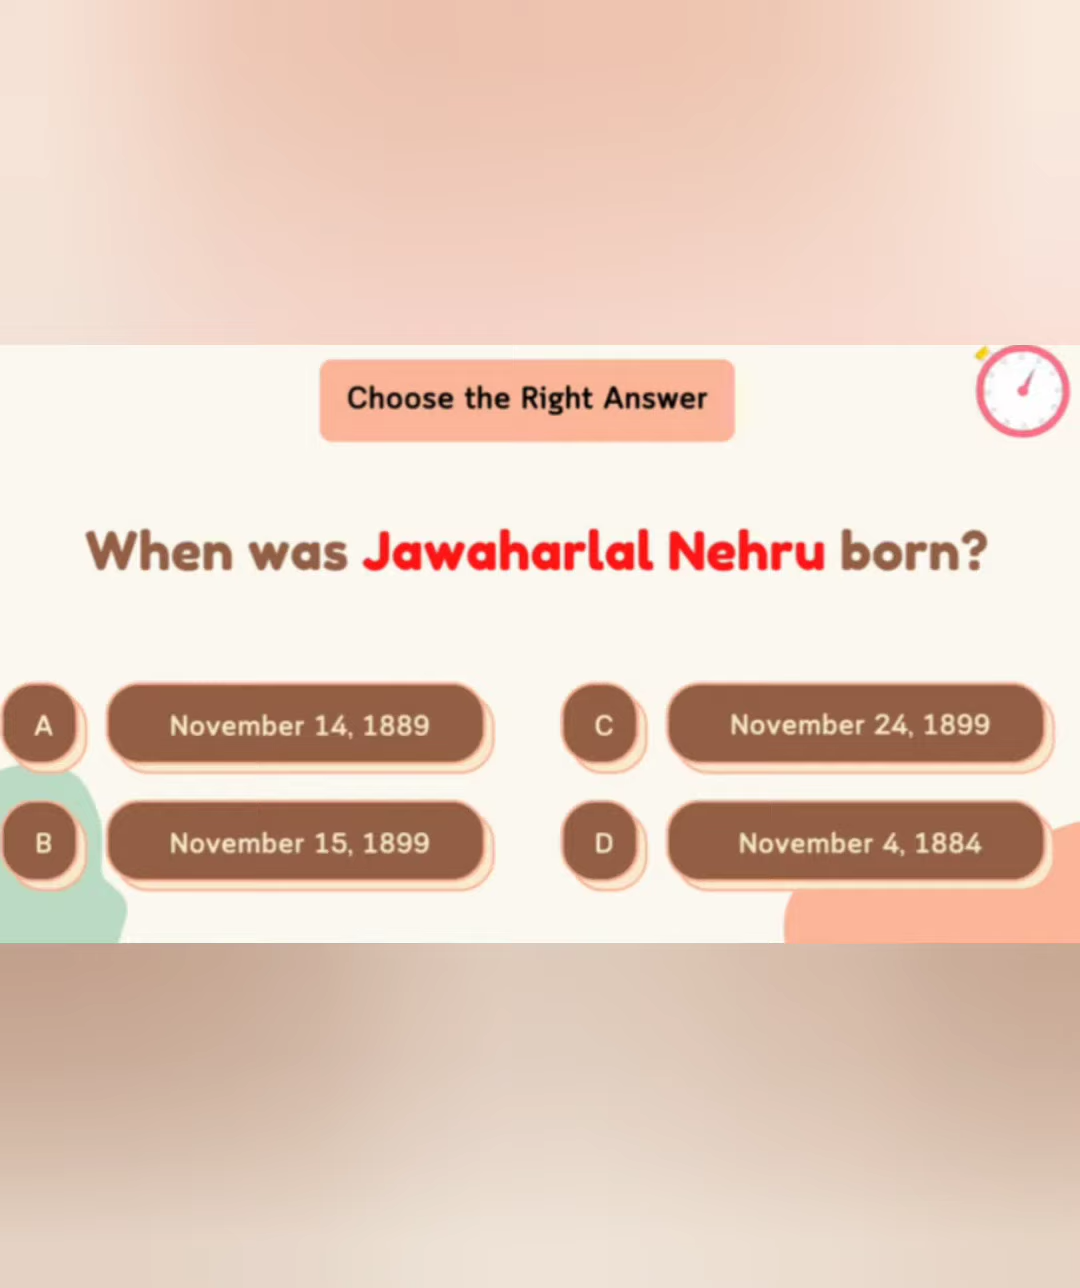 Choose the Right Answer
When was Jawaharlal Nehru born?
A
November 14, 1889
B
November 15, 1899
C
November 24, 1899
D
November 4, 1884